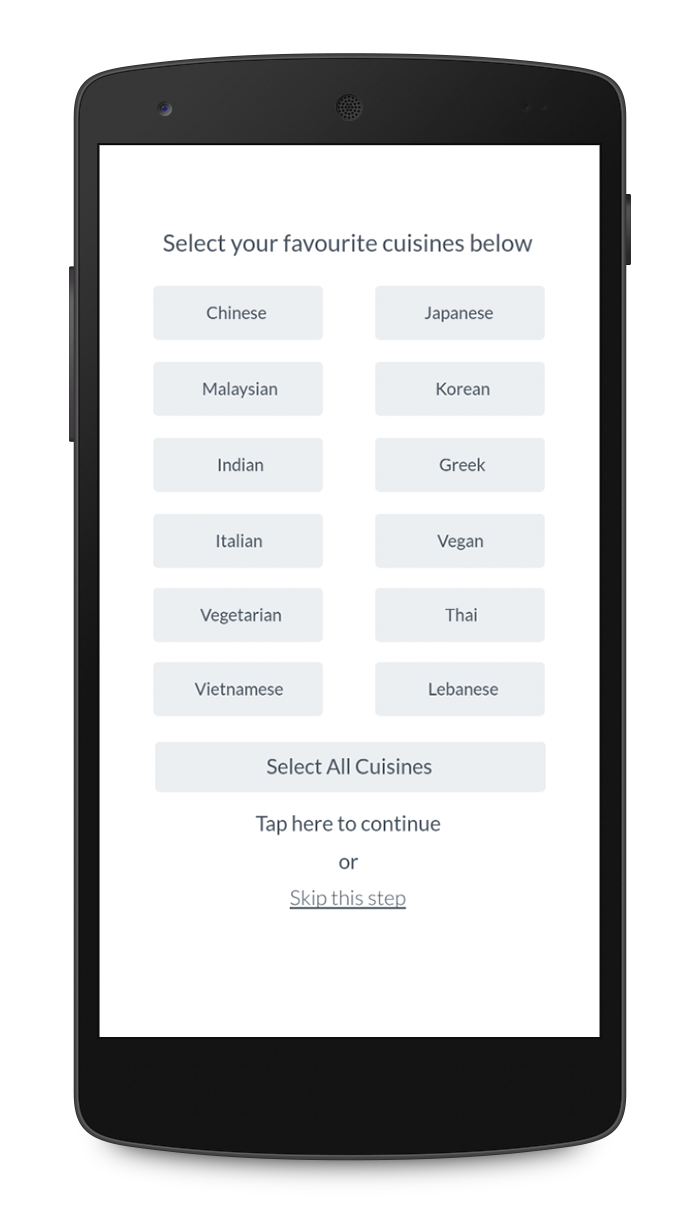 Select your favourite cuisines below
Chinese
Japanese
Malaysian
Korean
Indian
Greek
Italian
Vegan
Vegetarian
Thai
Vietnamese
Lebanese
Select All Cuisines
Tap here to continue
or
Skip this step